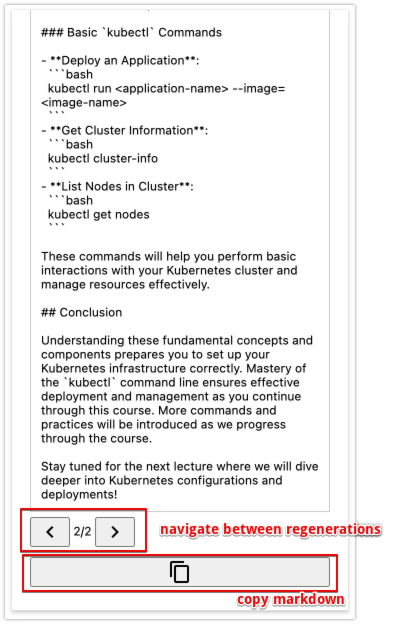 ### Basic `kubectl` Commands
- **Deploy an Application**:
```bash
kubectl run <application-name> --image=
<image-name>
```
- **Get Cluster Information**:
```bash
kubectl cluster-info
```
- **List Nodes in Cluster**:
```bash
kubectl get nodes
```
These commands will help you perform basic
interactions with your Kubernetes cluster and
manage resources effectively.
## Conclusion
Understanding these fundamental concepts and
components prepares you to set up your
Kubernetes infrastructure correctly. Mastery of
the `kubectl` command line ensures effective
deployment and management as you continue
through this course. More commands and
practices will be introduced as we progress
through the course.
Stay tuned for the next lecture where we will dive
deeper into Kubernetes configurations and
deployments!
2/2 navigate between regenerations
copy markdown